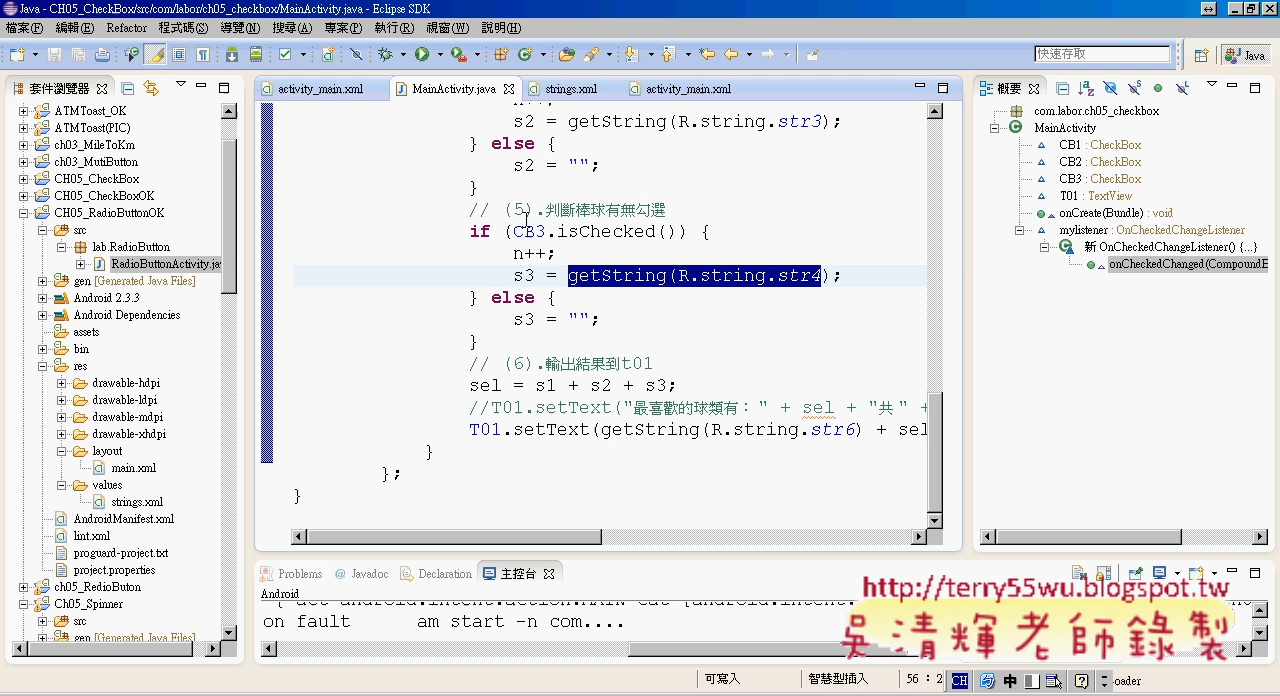 Java - CH05_CheckBox/src/com/labor/ch05_checkbox/MainActivity.java - Eclipse SDK
檔案(F) 編輯(E) Refactor 程式碼(S) 導覽(N) 搜尋(A) 專案(P) 執行(R) 視窗(W) 說明(H)
快速存取
Java
套件瀏覽器
ATMToast_OK
ATMToast(PIC)
ch03_MileToKm
ch03_MutiButton
CH05_CheckBox
CH05_CheckBoxOK
CH05_RadioButtonOK
src
lab.RadioButton
RadioButtonActivity.jav
gen [Generated Java Files]
Android 2.3.3
Android Dependencies
assets
bin
res
drawable-hdpi
drawable-ldpi
drawable-mdpi
drawable-xhdpi
layout
main.xml
values
strings.xml
AndroidManifest.xml
lint.xml
proguard-project.txt
project.properties
ch05_RedioButon
Ch05_Spinner
src
gen [Generated Java Files]
activity_main.xml
MainActivity.java
strings.xml
activity_main.xml
n++;
s2 = getString(R.string.str3);
} else {
s2 = "";
}
// (5).判斷棒球有無勾選
if (CB3.isChecked()) {
n++;
s3 = getString(R.string.str4);
} else {
s3 = "";
}
// (6).輸出結果到t01
sel = s1 + s2 + s3;
//T01.setText("最喜歡的球類有：" + sel + "共" +
T01.setText(getString(R.string.str6) + sel
}
};
}
概要
com.labor.ch05_checkbox
MainActivity
CB1 : CheckBox
CB2 : CheckBox
CB3 : CheckBox
T01 : TextView
onCreate(Bundle) : void
mylistener : OnCheckedChangeListener
新 OnCheckedChangeListener() {...}
onCheckedChanged(CompoundB
Problems
@ Javadoc
Declaration
主控台
Android
on fault am start -n com....
http://terry55wu.blogspot.tw
吳清輝老師錄製
可寫入
智慧型插入
56 : 2
CH
中
oader